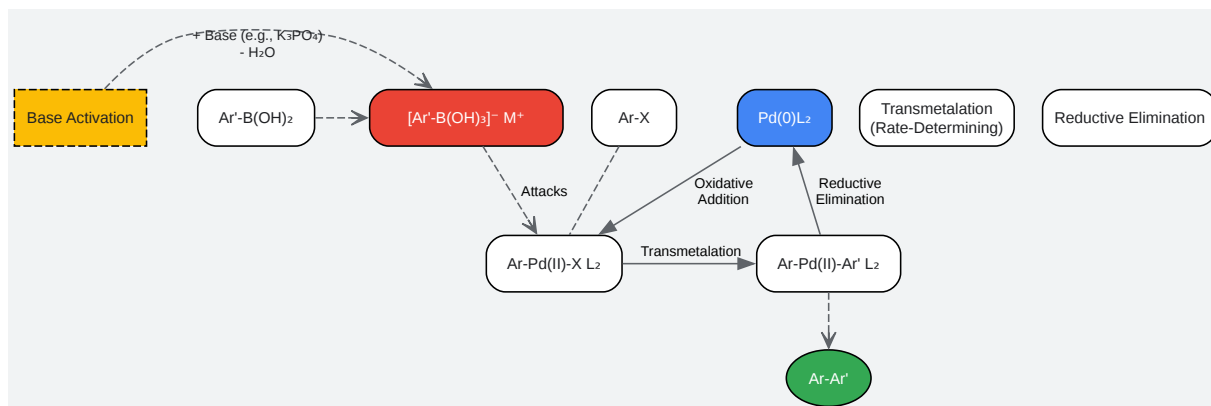 + Base (e.g., K₃PO₄)
- H₂O
Base Activation
Ar'-B(OH)₂
[Ar'-B(OH)₃]⁻ M⁺
Ar-X
Pd(0)L₂
Transmetalation
(Rate-Determining)
Reductive Elimination
Attacks
Oxidative
Addition
Reductive
Elimination
Ar-Pd(II)-X L₂
Transmetalation
Ar-Pd(II)-Ar' L₂
Ar-Ar'